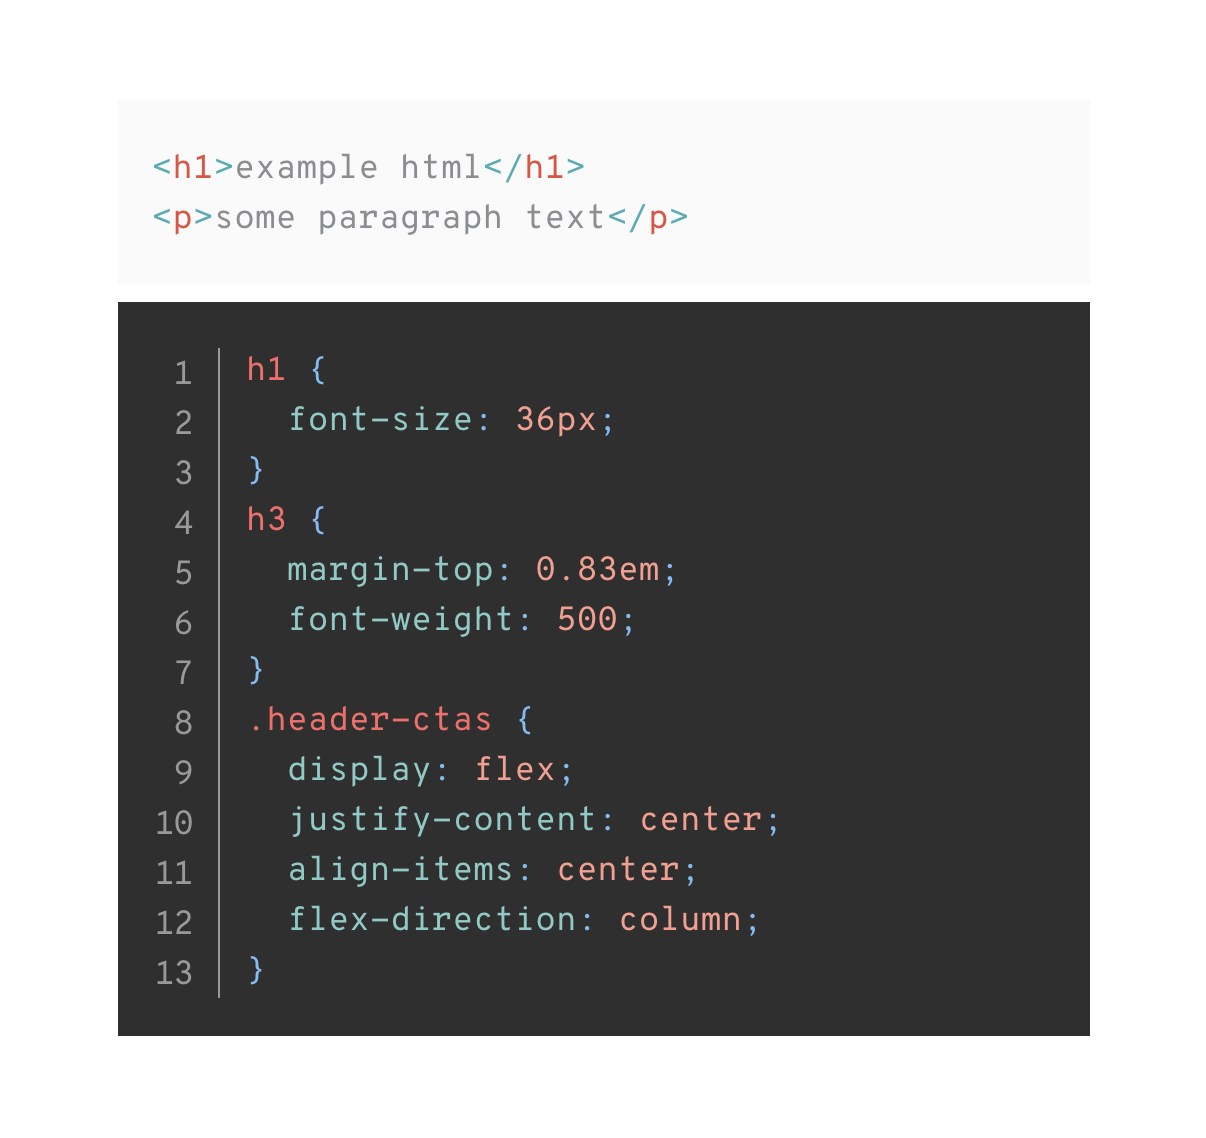 <h1>example html</h1>
<p>some paragraph text</p>
1 h1 {
2   font-size: 36px;
3 }
4 h3 {
5   margin-top: 0.83em;
6   font-weight: 500;
7 }
8 .header-ctas {
9   display: flex;
10   justify-content: center;
11   align-items: center;
12   flex-direction: column;
13 }